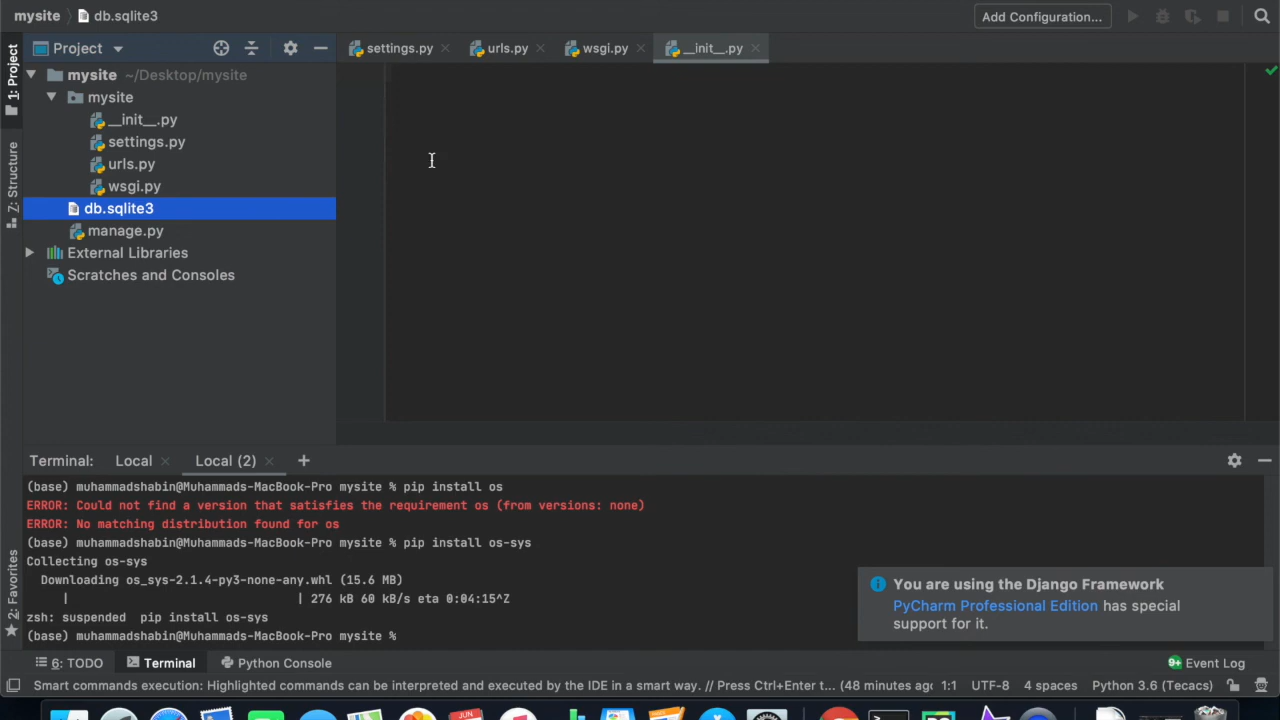 mysite db.sqlite3 Add Configuration...
1: Project
Z: Structure
2: Favorites
Project
settings.py urls.py wsgi.py __init__.py
mysite ~/Desktop/mysite
mysite
__init__.py
settings.py
urls.py
wsgi.py
db.sqlite3
manage.py
External Libraries
Scratches and Consoles
Terminal: Local Local (2)
(base) muhammadshabin@Muhammads-MacBook-Pro mysite % pip install os
ERROR: Could not find a version that satisfies the requirement os (from versions: none)
ERROR: No matching distribution found for os
(base) muhammadshabin@Muhammads-MacBook-Pro mysite % pip install os-sys
Collecting os-sys
Downloading os_sys-2.1.4-py3-none-any.whl (15.6 MB)
| | 276 kB 60 kB/s eta 0:04:15^Z
zsh: suspended pip install os-sys
(base) muhammadshabin@Muhammads-MacBook-Pro mysite %
You are using the Django Framework
PyCharm Professional Edition has special
support for it.
6: TODO Terminal Python Console 9+ Event Log
Smart commands execution: Highlighted commands can be interpreted and executed by the IDE in a smart way. // Press Ctrl+Enter t... (48 minutes ago 1:1 UTF-8 4 spaces Python 3.6 (Tecacs)
JUN